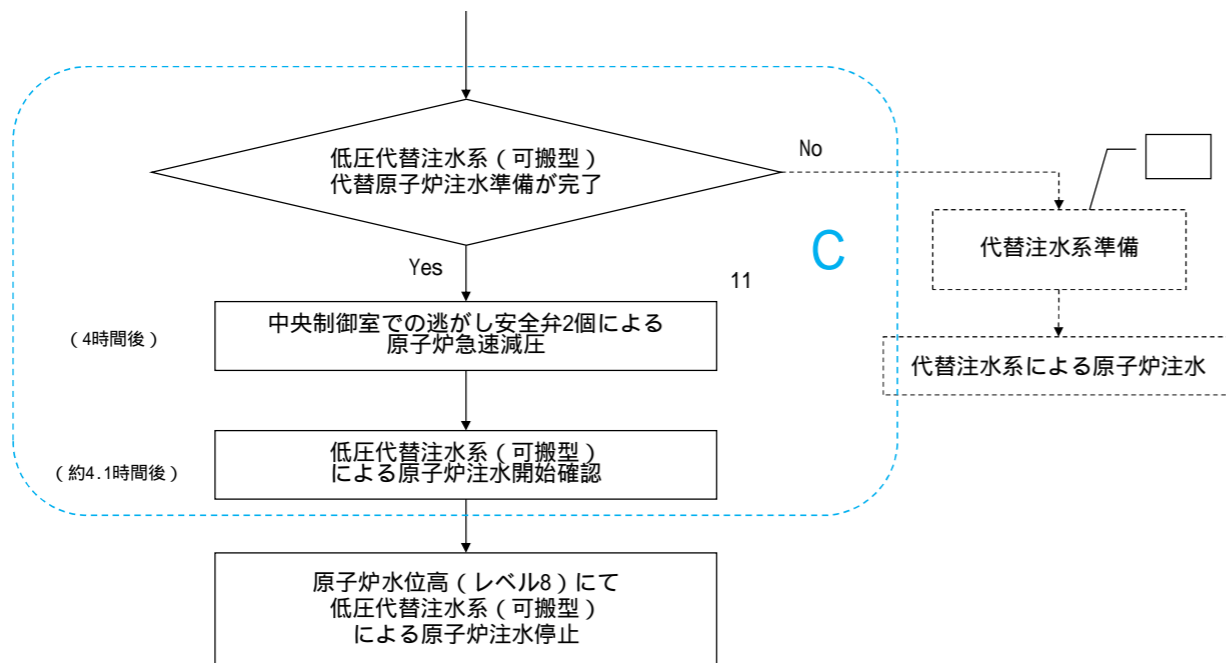 低圧代替注水系(可搬型)
代替原子炉注水準備が完了
No
Yes
C
11
代替注水系準備
(4時間後)
中央制御室での逃がし安全弁2個による
原子炉急速減圧
代替注水系による原子炉注水
(約4.1時間後)
低圧代替注水系(可搬型)
による原子炉注水開始確認
原子炉水位高(レベル8)にて
低圧代替注水系(可搬型)
による原子炉注水停止